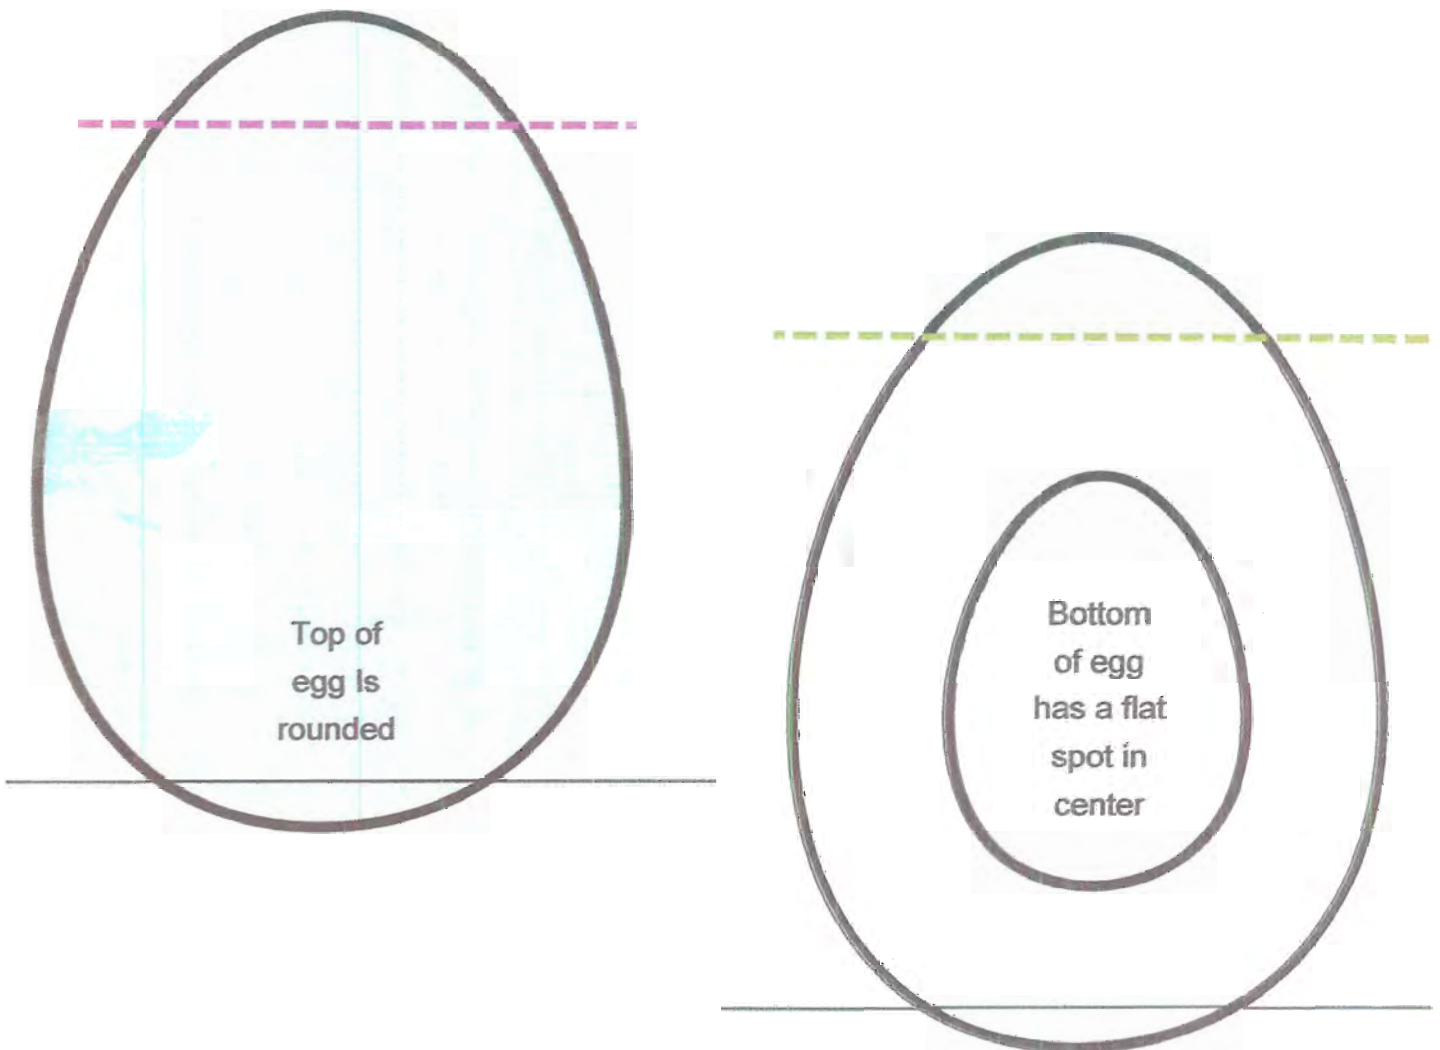 Top of
egg is
rounded
Bottom
of egg
has a flat
spot in
center